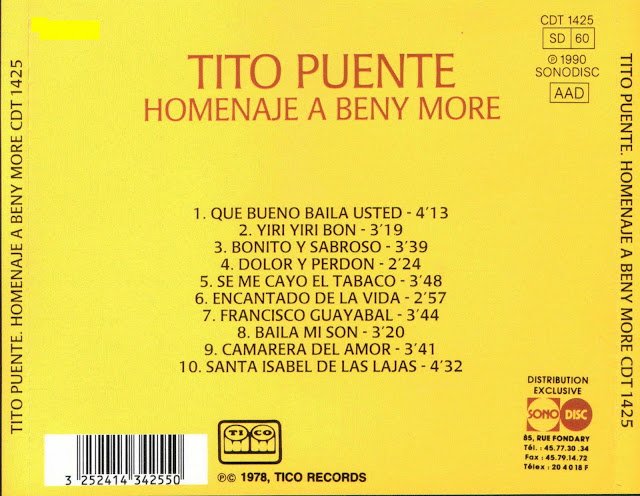 TITO PUENTE
HOMENAJE A BENY MORE
CDT 1425
SD 60
℗ 1990
SONODISC
AAD
TITO PUENTE. HOMENAJE A BENY MORE CDT 1425
1. QUE BUENO BAILA USTED - 4'13
2. YIRI YIRI BON - 3'19
3. BONITO Y SABROSO - 3'39
4. DOLOR Y PERDON - 2'24
5. SE ME CAYO EL TABACO - 3'48
6. ENCANTADO DE LA VIDA - 2'57
7. FRANCISCO GUAYABAL - 3'44
8. BAILA MI SON - 3'20
9. CAMARERA DEL AMOR - 3'41
10. SANTA ISABEL DE LAS LAJAS - 4'32
TITO PUENTE. HOMENAJE A BENY MORE CDT 1425
DISTRIBUTION
EXCLUSIVE
SONO DISC
85, RUE FONDARY
Tél. : 45.77.30.34
Fax : 45.79.14.72
Télex : 204018 F
TICO
℗© 1978, TICO RECORDS
3 252414 342550